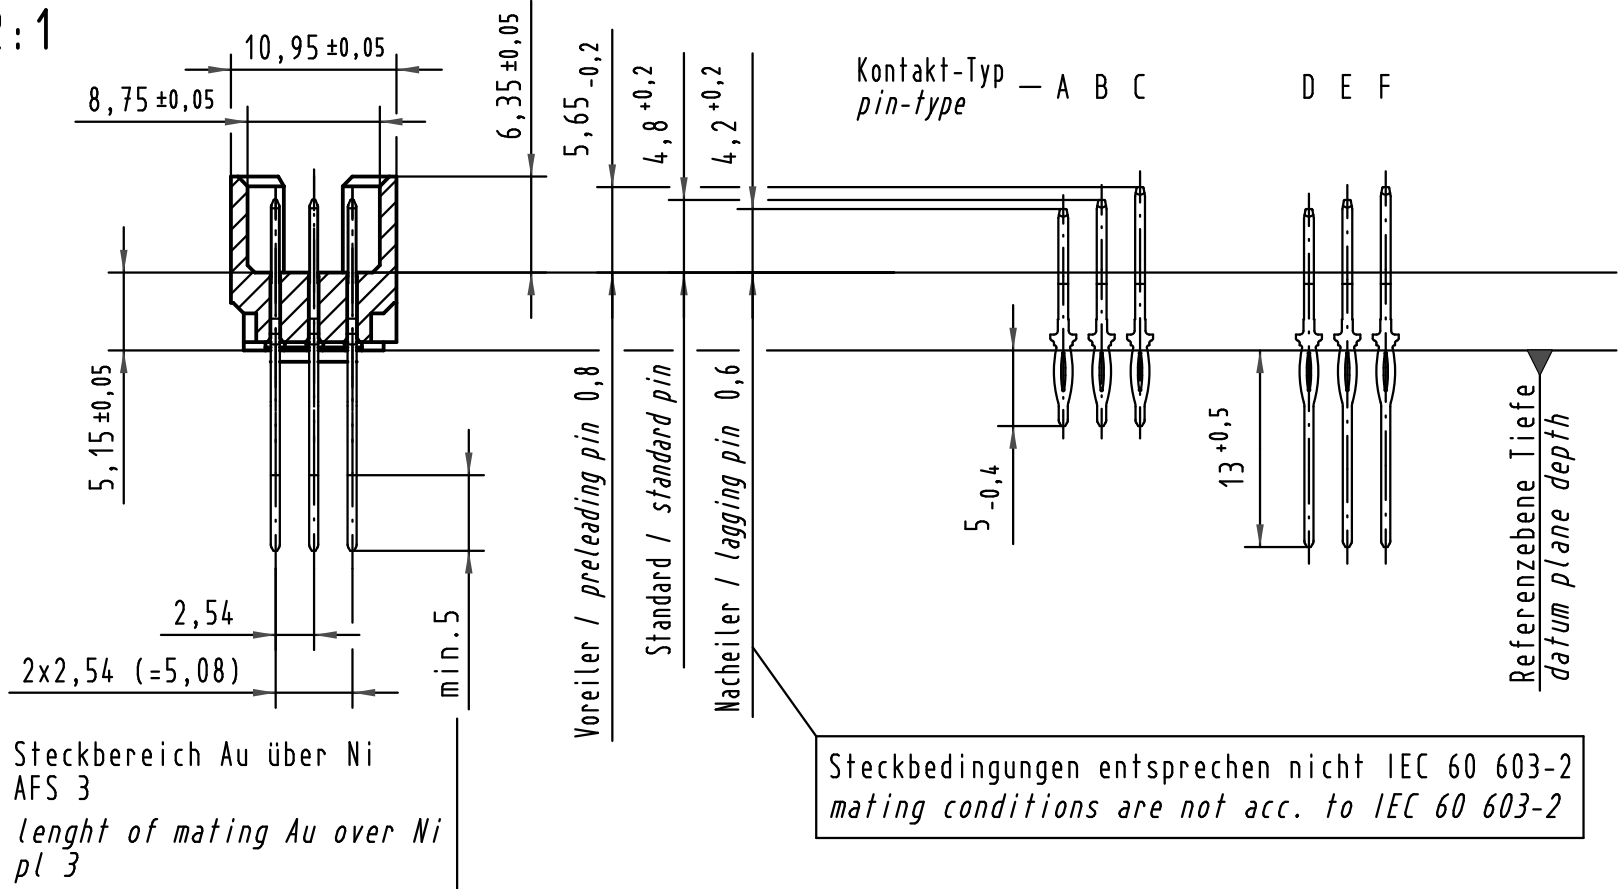 2:1
10,95 ±0,05
8,75 ±0,05
6,35 ±0,05
5,65 -0,2
4,8 +0,2
4,2 +0,2
Kontakt-Typ
pin-type
A B C
D E F
5,15 ±0,05
2,54
2x2,54 (=5,08)
min.5
Voreiler / preleading pin 0,8
Standard / standard pin
Nacheiler / lagging pin 0,6
5 -0,4
13 +0,5
Referenzebene Tiefe
datum plane depth
Steckbereich Au über Ni
AFS 3
lenght of mating Au over Ni
pl 3
Steckbedingungen entsprechen nicht IEC 60 603-2
mating conditions are not acc. to IEC 60 603-2